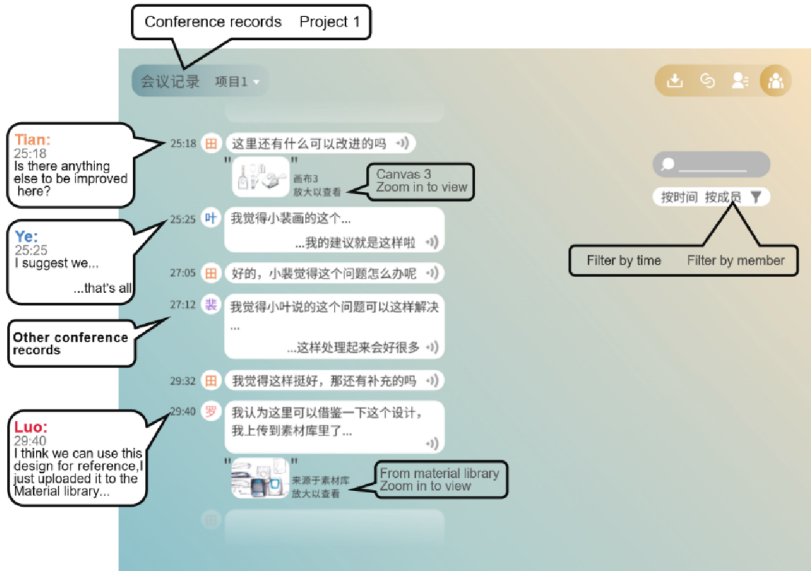 Conference records Project 1
会议记录 项目1
Tian:
25:18
Is there anything
else to be improved
here?
25:18 田 这里还有什么可以改进的吗
" "
画布3
放大以查看
Canvas 3
Zoom in to view
按时间 按成员
Filter by time Filter by member
Ye:
25:25
I suggest we...
...that's all
25:25 叶 我觉得小裴画的这个...
...我的建议就是这样啦
27:05 田 好的，小裴觉得这个问题怎么办呢
Other conference
records
27:12 裴 我觉得小叶说的这个问题可以这样解决
...
...这样处理起来会好很多
29:32 田 我觉得这样挺好，那还有补充的吗
Luo:
29:40
I think we can use this
design for reference,I
just uploaded it to the
Material library...
29:40 罗 我认为这里可以借鉴一下这个设计，
我上传到素材库里了...
" "
来源于素材库
放大以查看
From material library
Zoom in to view
田